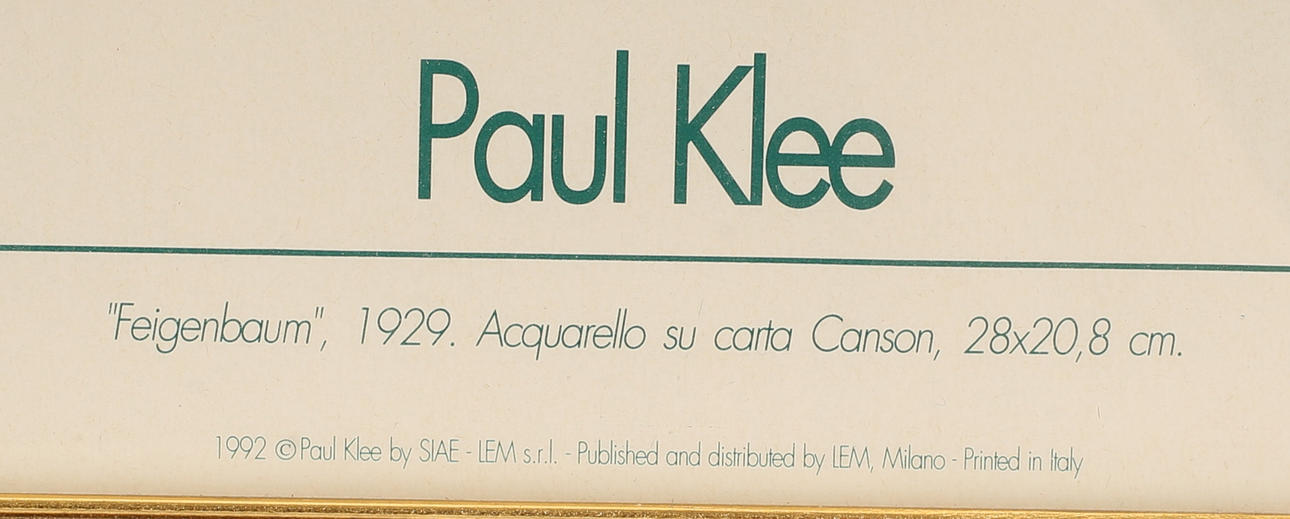 Paul Klee
"Feigenbaum", 1929. Acquarello su carta Canson, 28x20,8 cm.
1992 ©Paul Klee by SIAE - LEM s.r.l. - Published and distributed by LEM, Milano - Printed in Italy